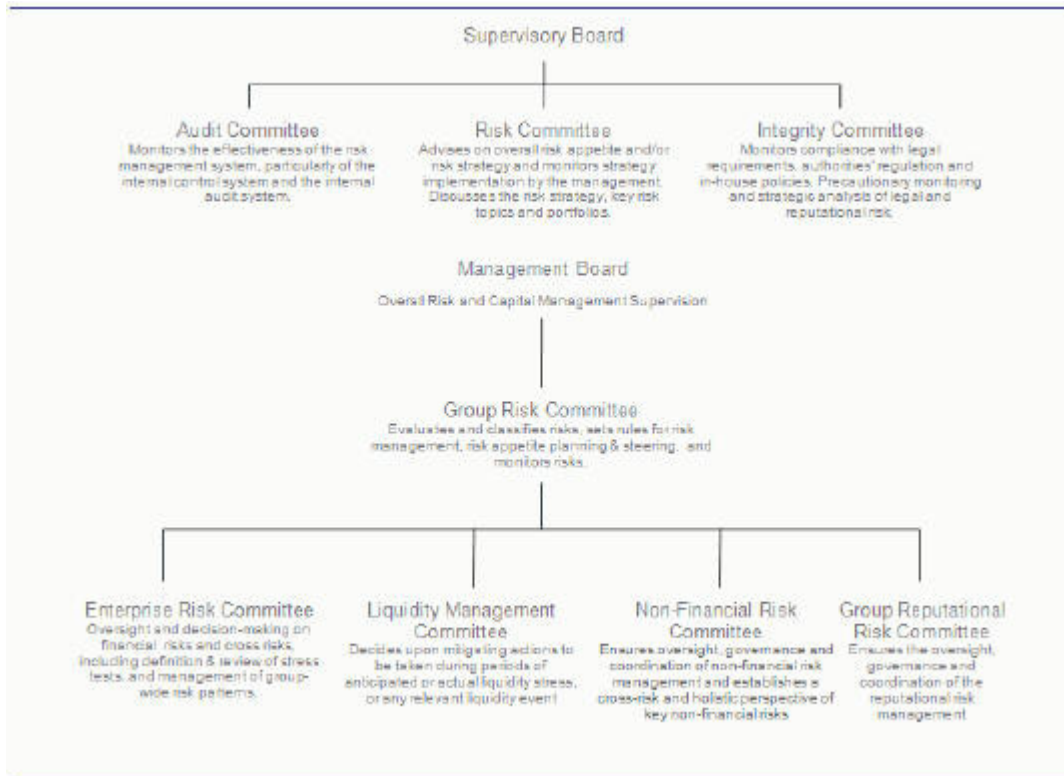 Supervisory Board
Audit Committee
Monitors the effectiveness of the risk
management system, particularly of the
internal control system and the internal
audit system.
Risk Committee
Advises on overall risk appetite and/or
risk strategy and monitors strategy
implementation by the management.
Discusses the risk strategy, key risk
topics and portfolios.
Integrity Committee
Monitors compliance with legal
requirements, authorities' regulation and
in-house policies. Precautionary monitoring
and strategic analysis of legal and
reputational risk.
Management Board
Overall Risk and Capital Management Supervision
Group Risk Committee
Evaluates and classifies risks, sets rules for risk
management, risk appetite planning & steering, and
monitors risks.
Enterprise Risk Committee
Oversight and decision-making on
financial risks and cross risks,
including definition & review of stress
tests, and management of group-
wide risk patterns.
Liquidity Management
Committee
Decides upon mitigating actions to
be taken during periods of
anticipated or actual liquidity stress,
or any relevant liquidity event
Non-Financial Risk
Committee
Ensures oversight, governance and
coordination of non-financial risk
management and establishes a
cross-risk and holistic perspective of
key non-financial risks
Group Reputational
Risk Committee
Ensures the oversight,
governance and
coordination of the
reputational risk
management